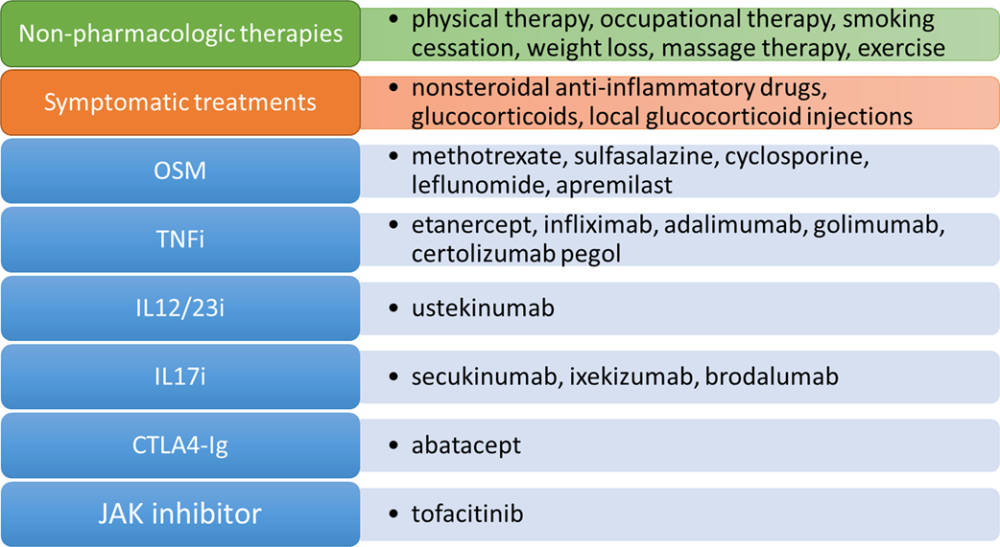 Non-pharmacologic therapies
• physical therapy, occupational therapy, smoking
cessation, weight loss, massage therapy, exercise
Symptomatic treatments
• nonsteroidal anti-inflammatory drugs,
glucocorticoids, local glucocorticoid injections
OSM
• methotrexate, sulfasalazine, cyclosporine,
leflunomide, apremilast
TNFi
• etanercept, infliximab, adalimumab, golimumab,
certolizumab pegol
IL12/23i
• ustekinumab
IL17i
• secukinumab, ixekizumab, brodalumab
CTLA4-Ig
• abatacept
JAK inhibitor
• tofacitinib